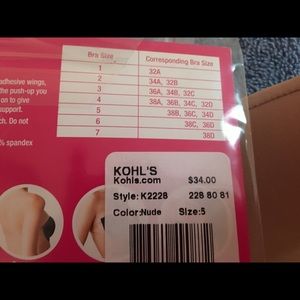 Bra Size Corresponding Bra Size
1 32A
2 34A, 32B
3 36A, 34B, 32C
4 38A, 36B, 34C, 32D
5 38B, 36C, 34D
6 38C, 36D
7 38D
adhesive wings,
the push-up you
on to give
support.
ch. Do not
% spandex
KOHL'S
Kohls.com $34.00
Style: K2228 228 80 81
Color:Nude Size:5